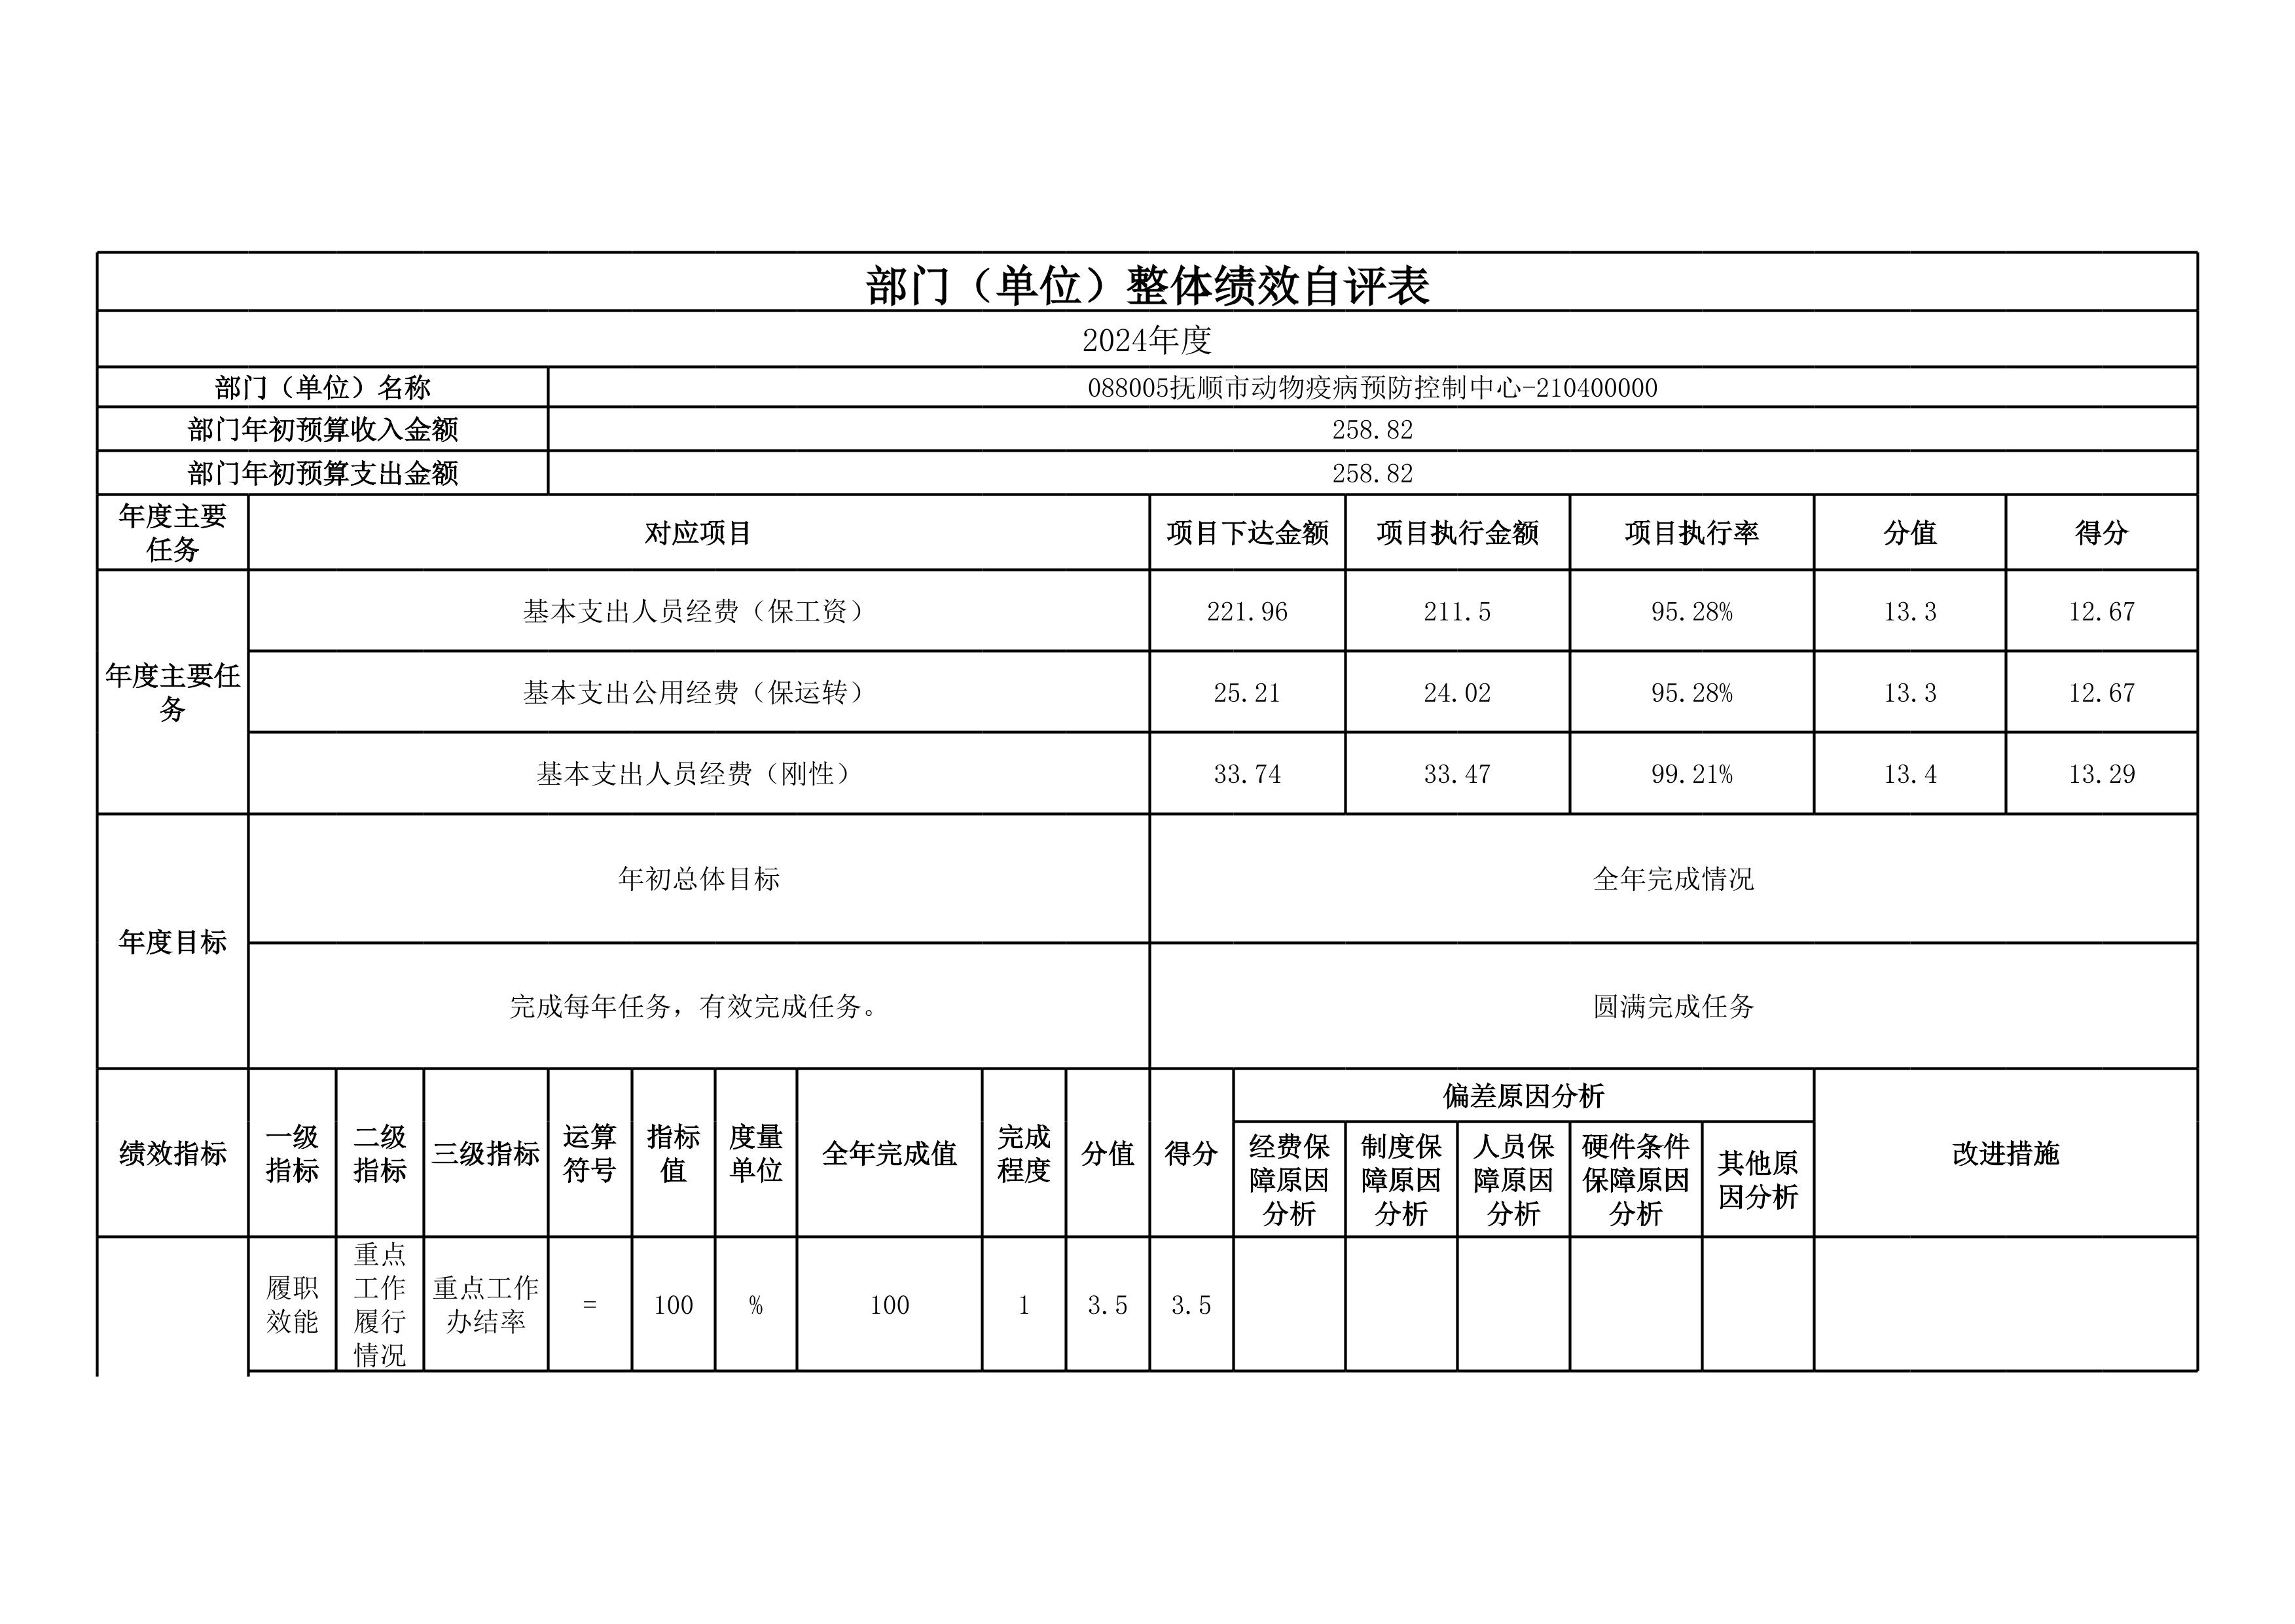 部门（单位）整体绩效自评表
2024年度
部门（单位）名称 088005抚顺市动物疫病预防控制中心-210400000
部门年初预算收入金额 258.82
部门年初预算支出金额 258.82
年度主要任务 对应项目 项目下达金额 项目执行金额 项目执行率 分值 得分
年度主要任务
基本支出人员经费（保工资） 221.96 211.5 95.28% 13.3 12.67
基本支出公用经费（保运转） 25.21 24.02 95.28% 13.3 12.67
基本支出人员经费（刚性） 33.74 33.47 99.21% 13.4 13.29
年度目标
年初总体目标 全年完成情况
完成每年任务，有效完成任务。 圆满完成任务
绩效指标 一级指标 二级指标 三级指标 运算符号 指标值 度量单位 全年完成值 完成程度 分值 得分 偏差原因分析 改进措施
经费保障原因分析 制度保障原因分析 人员保障原因分析 硬件条件保障原因分析 其他原因分析
履职效能 重点工作履行情况 重点工作办结率 = 100 % 100 1 3.5 3.5